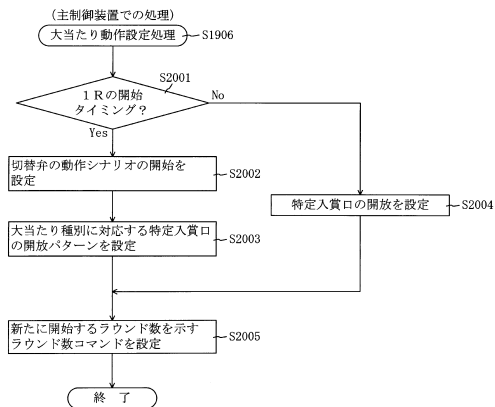 (主制御装置での処理)
大当たり動作設定処理
S1906
S2001
1Rの開始
タイミング?
No
Yes
切替弁の動作シナリオの開始を
設定
S2002
特定入賞口の開放を設定
S2004
大当たり種別に対応する特定入賞口
の開放パターンを設定
S2003
新たに開始するラウンド数を示す
ラウンド数コマンドを設定
S2005
終 了